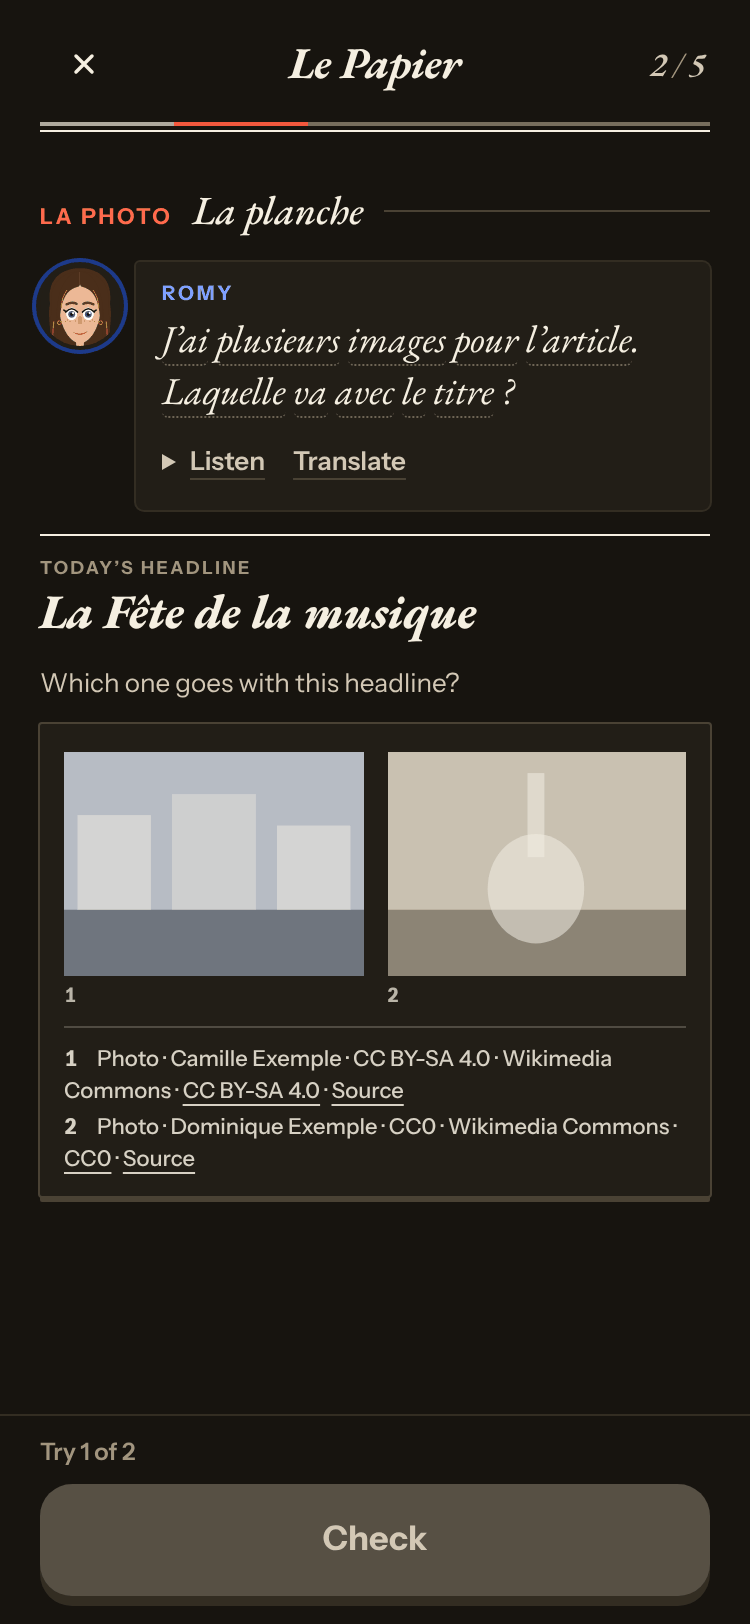 Le Papier
2 / 5
LA PHOTO La planche
ROMY
J’ai plusieurs images pour l’article.
Laquelle va avec le titre ?
Listen Translate
TODAY’S HEADLINE
La Fête de la musique
Which one goes with this headline?
1 2
1 Photo · Camille Exemple · CC BY-SA 4.0 · Wikimedia
Commons · CC BY-SA 4.0 · Source
2 Photo · Dominique Exemple · CC0 · Wikimedia Commons ·
CC0 · Source
Try 1 of 2
Check